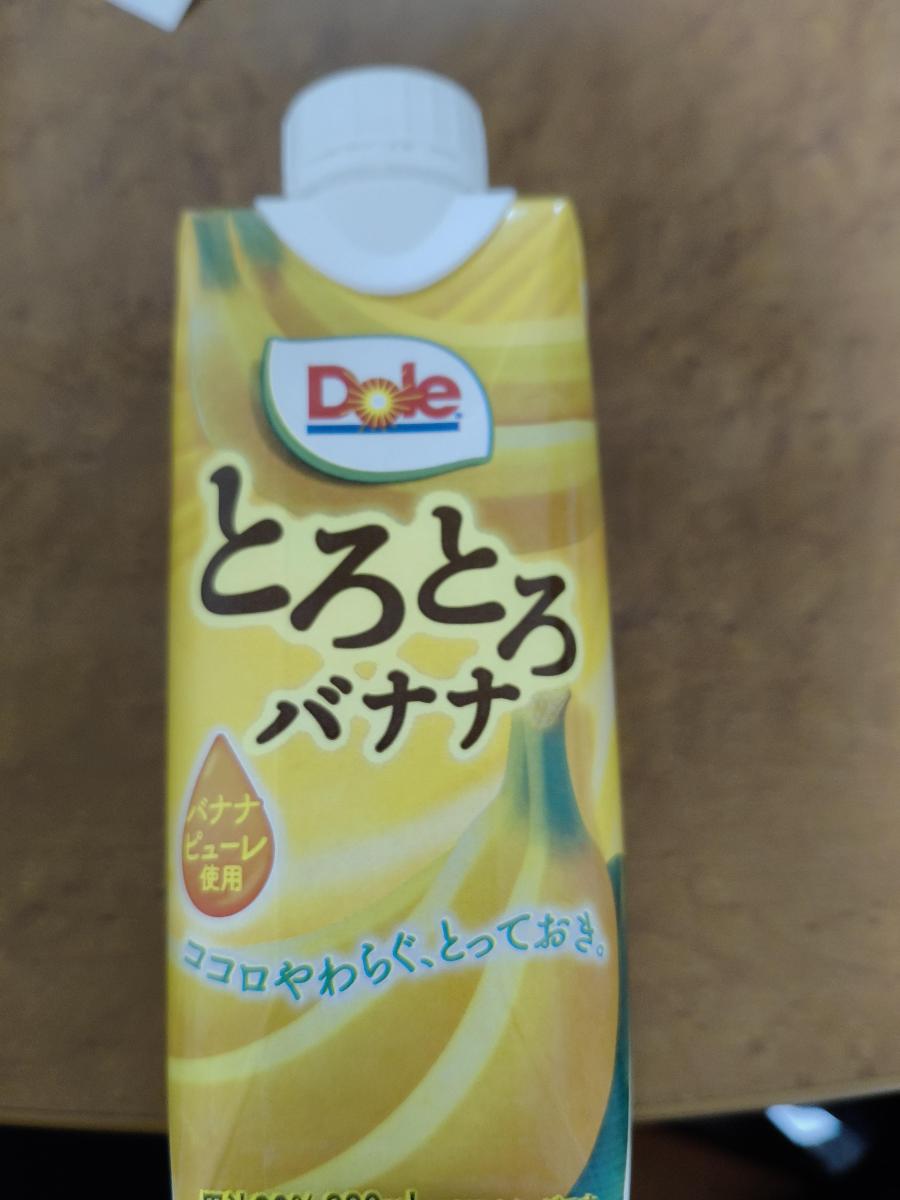 Dole
とろとろ
バナナ
バナナ
ピューレ
使用
ココロやわらぐ、とっておき。